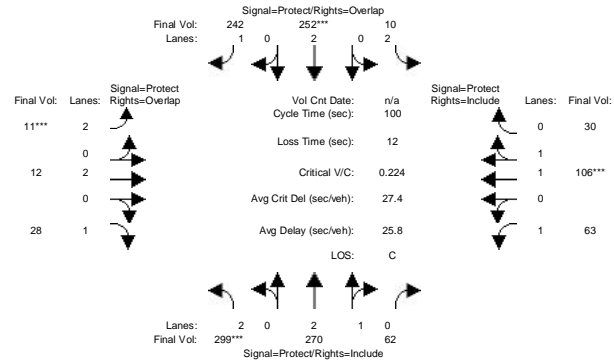 Signal=Protect/Rights=Overlap
Final Vol: 242 252*** 10
Lanes: 1 0 2 0 2
Signal=Protect
Final Vol: Lanes: Rights=Overlap
Vol Cnt Date: n/a
Signal=Protect
Rights=Include Lanes: Final Vol:
Cycle Time (sec): 100
11*** 2
0 30
Loss Time (sec): 12
0
1
12 2
Critical V/C: 0.224
1 106***
0
Avg Crit Del (sec/veh): 27.4
0
28 1
Avg Delay (sec/veh): 25.8
1 63
LOS: C
Lanes: 2 0 2 1 0
Final Vol: 299*** 270 62
Signal=Protect/Rights=Include